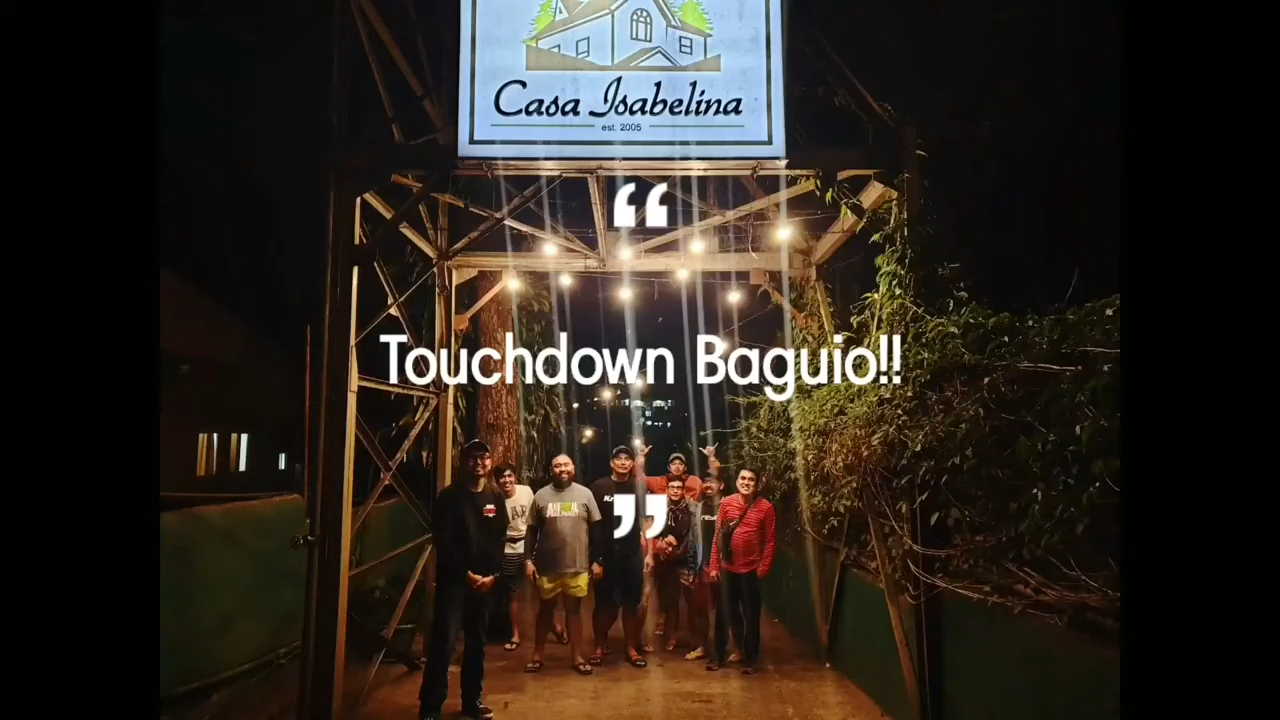 Casa Isabelina
est. 2005
“
Touchdown Baguio!!
”